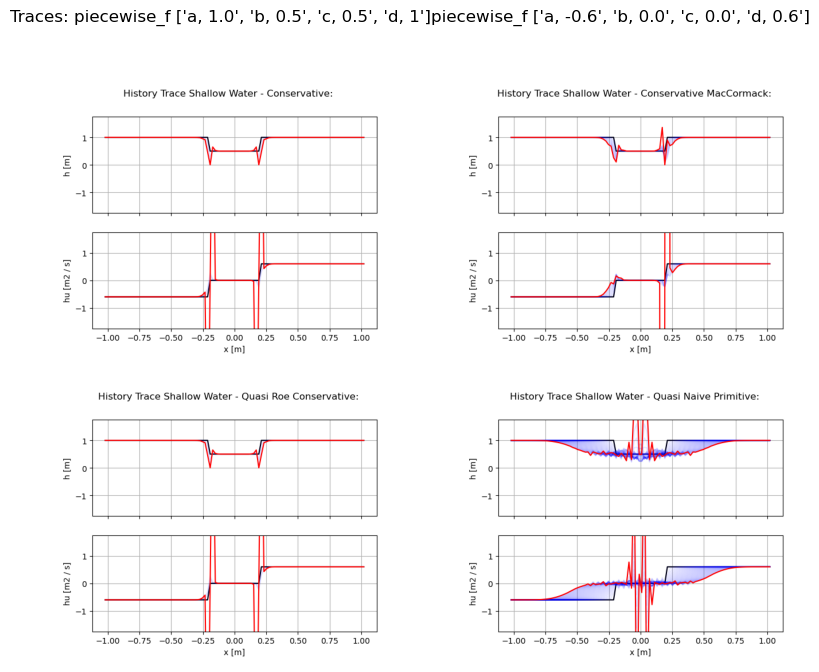 Traces: piecewise_f ['a, 1.0', 'b, 0.5', 'c, 0.5', 'd, 1']piecewise_f ['a, -0.6', 'b, 0.0', 'c, 0.0', 'd, 0.6']
History Trace Shallow Water - Conservative:
1
0
−1
h [m]
1
0
−1
hu [m2 / s]
−1.00 −0.75 −0.50 −0.25 0.00 0.25 0.50 0.75 1.00
x [m]
History Trace Shallow Water - Conservative MacCormack:
1
0
−1
h [m]
1
0
−1
hu [m2 / s]
−1.00 −0.75 −0.50 −0.25 0.00 0.25 0.50 0.75 1.00
x [m]
History Trace Shallow Water - Quasi Roe Conservative:
1
0
−1
h [m]
1
0
−1
hu [m2 / s]
−1.00 −0.75 −0.50 −0.25 0.00 0.25 0.50 0.75 1.00
x [m]
History Trace Shallow Water - Quasi Naive Primitive:
1
0
−1
h [m]
1
0
−1
hu [m2 / s]
−1.00 −0.75 −0.50 −0.25 0.00 0.25 0.50 0.75 1.00
x [m]